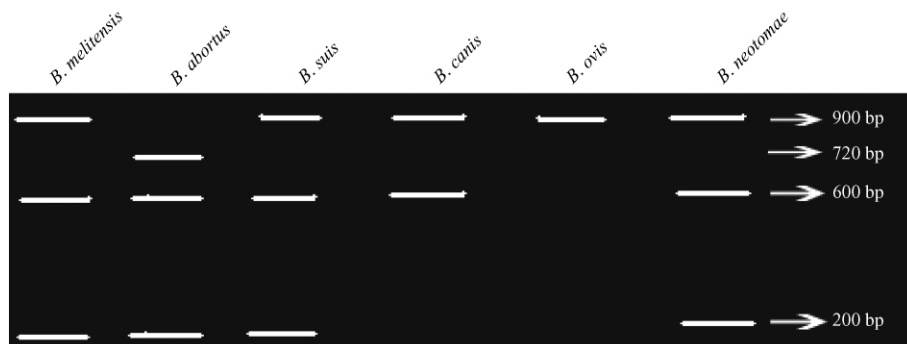 B. melitensis
B. abortus
B. suis
B. canis
B. ovis
B. neotomae
900 bp
720 bp
600 bp
200 bp